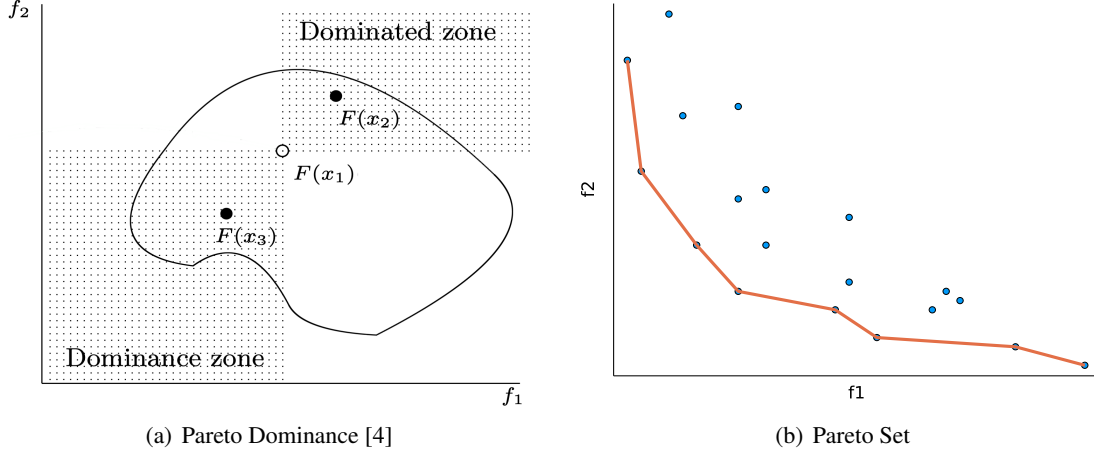 f₂
Dominated zone
F(x₂)
F(x₁)
F(x₃)
Dominance zone
f₁
(a) Pareto Dominance [4]
f2
f1
(b) Pareto Set